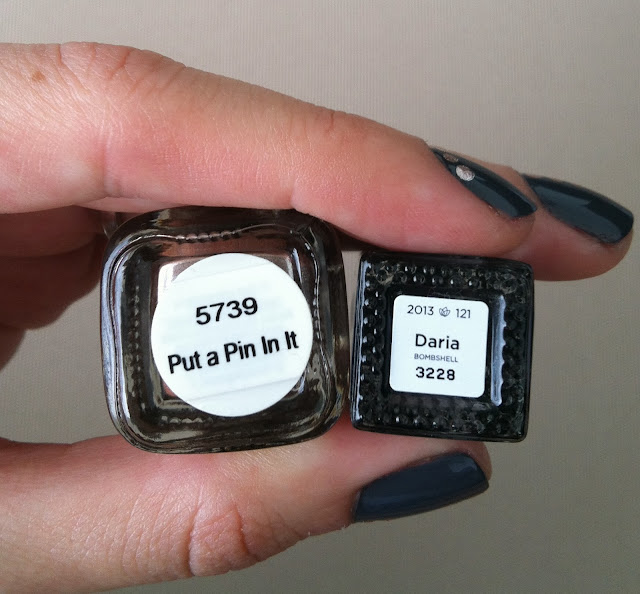 5739
Put a Pin In It
2013 121
Daria
BOMBSHELL
3228